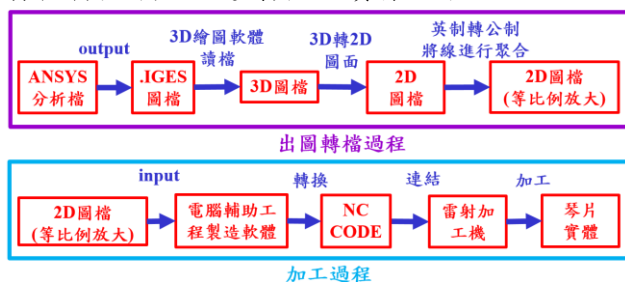 output
3D繪圖軟體
讀檔
3D轉2D
圖面
英制轉公制
將線進行聚合
ANSYS
分析檔
.IGES
圖檔
3D圖檔
2D
圖檔
2D圖檔
(等比例放大)
出圖轉檔過程
input
轉換
連結
加工
2D圖檔
(等比例放大)
電腦輔助工
程製造軟體
NC
CODE
雷射加
工機
琴片
實體
加工過程